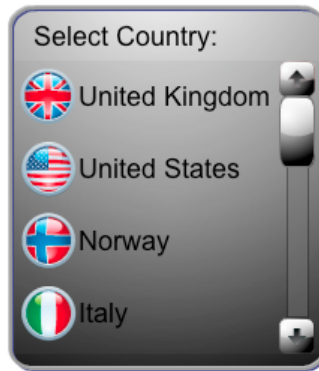 Select Country:
United Kingdom
United States
Norway
Italy